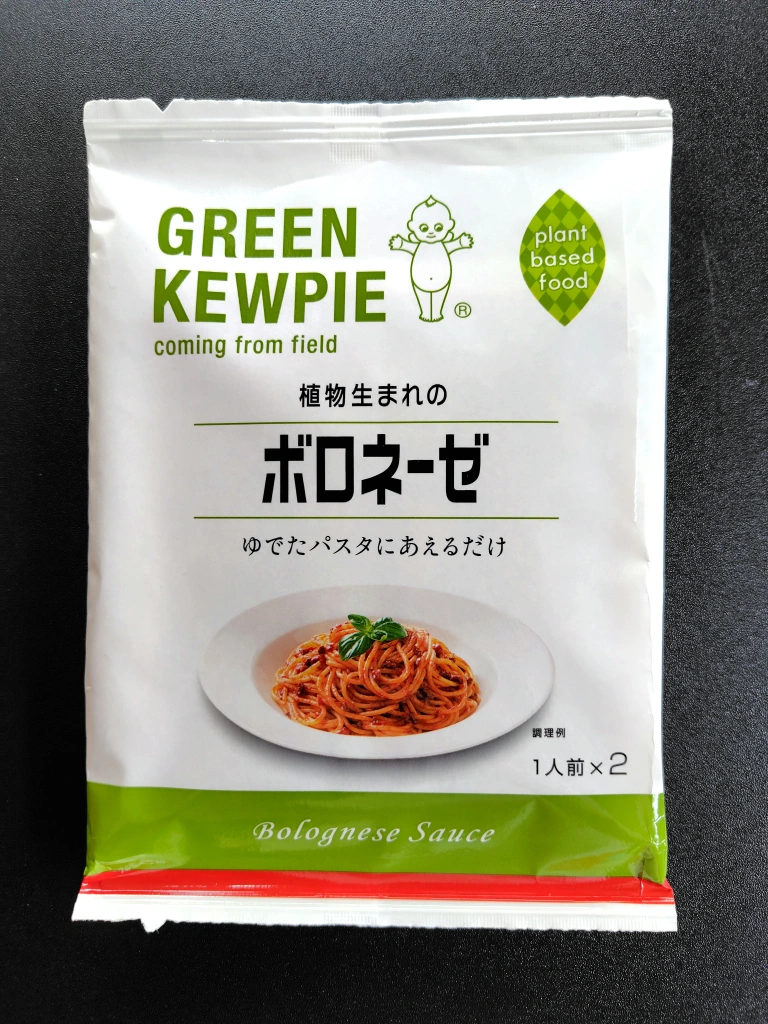 GREEN
KEWPIE
®
coming from field
plant
based
food
植物生まれの
ボロネーゼ
ゆでたパスタにあえるだけ
調理例
1人前×2
Bolognese Sauce